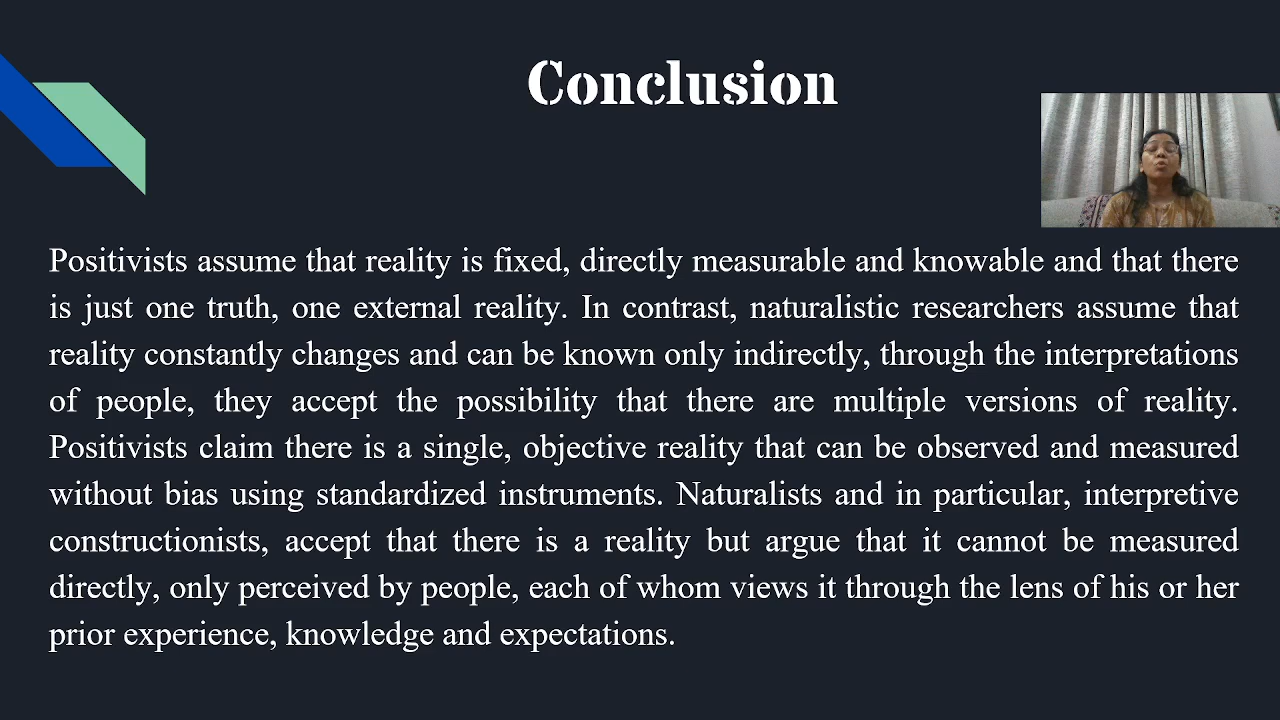 Conclusion
Positivists assume that reality is fixed, directly measurable and knowable and that there
is just one truth, one external reality. In contrast, naturalistic researchers assume that
reality constantly changes and can be known only indirectly, through the interpretations
of people, they accept the possibility that there are multiple versions of reality.
Positivists claim there is a single, objective reality that can be observed and measured
without bias using standardized instruments. Naturalists and in particular, interpretive
constructionists, accept that there is a reality but argue that it cannot be measured
directly, only perceived by people, each of whom views it through the lens of his or her
prior experience, knowledge and expectations.